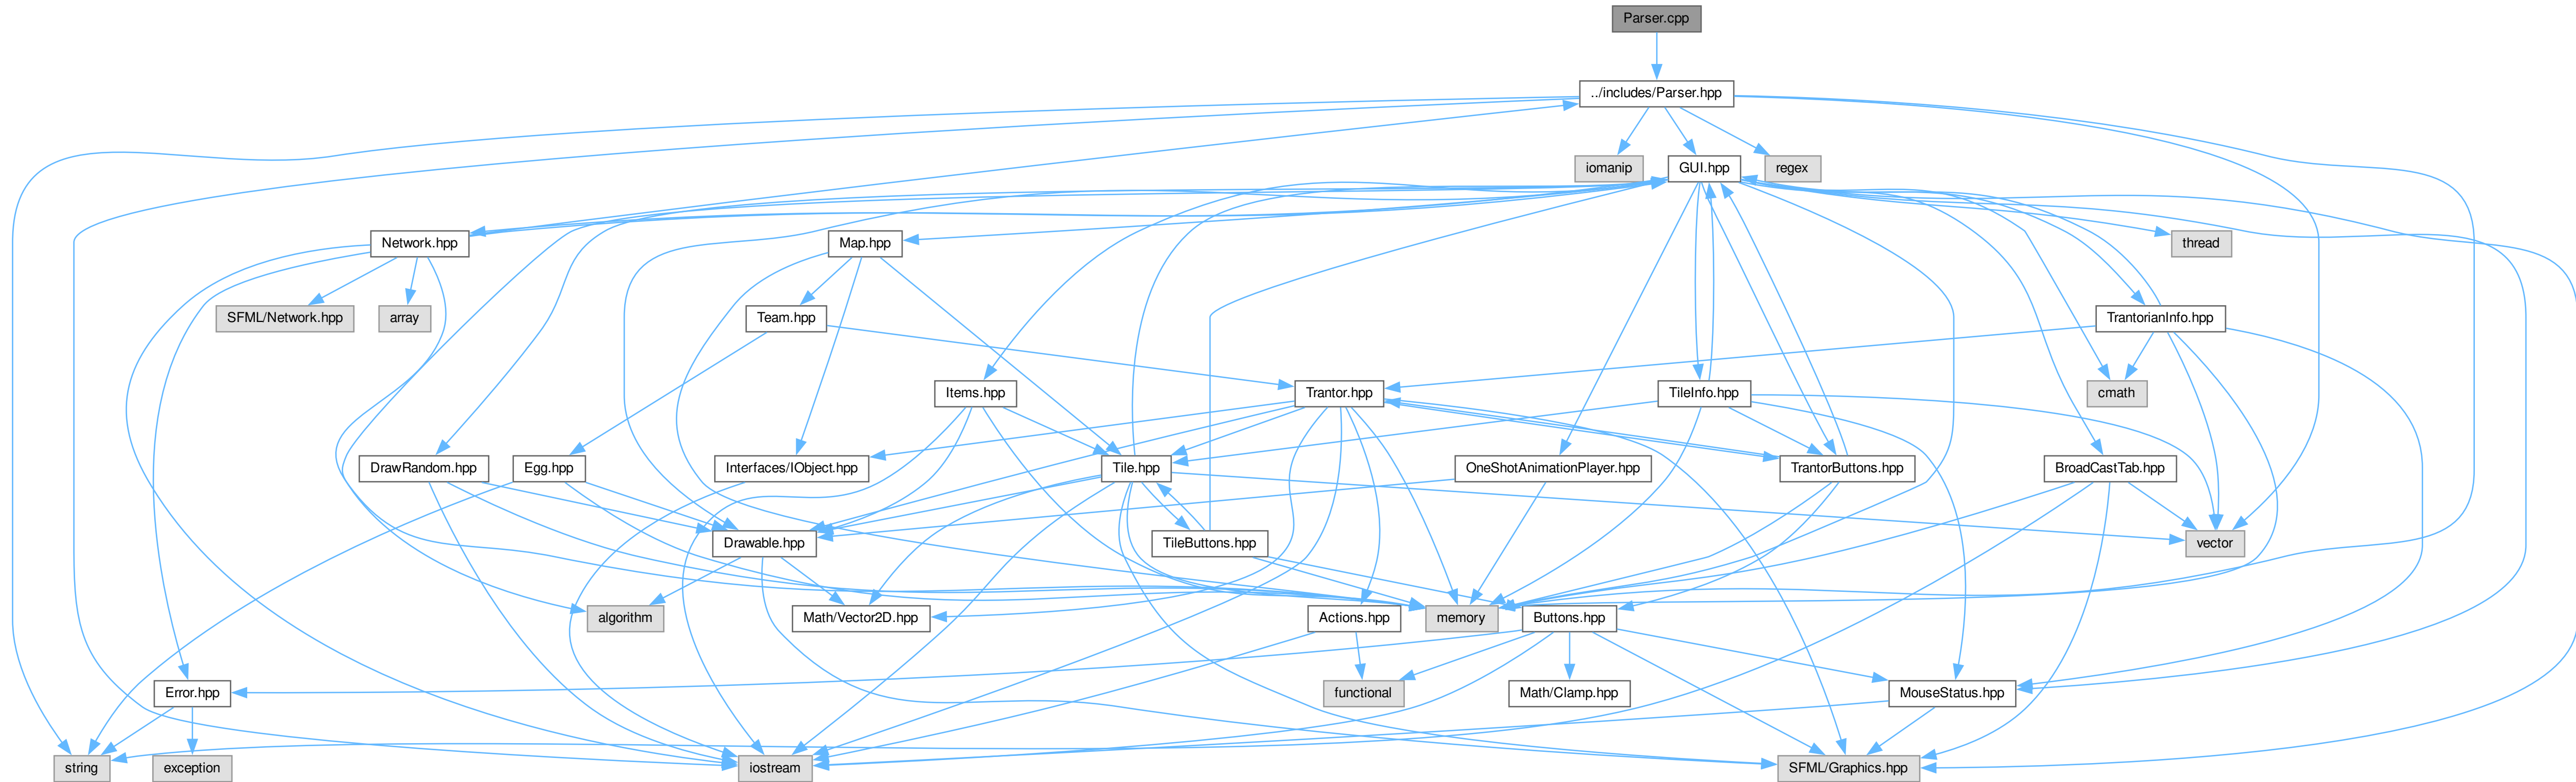 Parser.cpp
../includes/Parser.hpp
iomanip
GUI.hpp
regex
Network.hpp
Map.hpp
thread
SFML/Network.hpp
array
Team.hpp
TrantorianInfo.hpp
Items.hpp
Trantor.hpp
TileInfo.hpp
cmath
DrawRandom.hpp
Egg.hpp
Interfaces/IObject.hpp
Tile.hpp
OneShotAnimationPlayer.hpp
TrantorButtons.hpp
BroadCastTab.hpp
Drawable.hpp
TileButtons.hpp
vector
algorithm
Math/Vector2D.hpp
Actions.hpp
memory
Buttons.hpp
Error.hpp
functional
Math/Clamp.hpp
MouseStatus.hpp
string
exception
iostream
SFML/Graphics.hpp